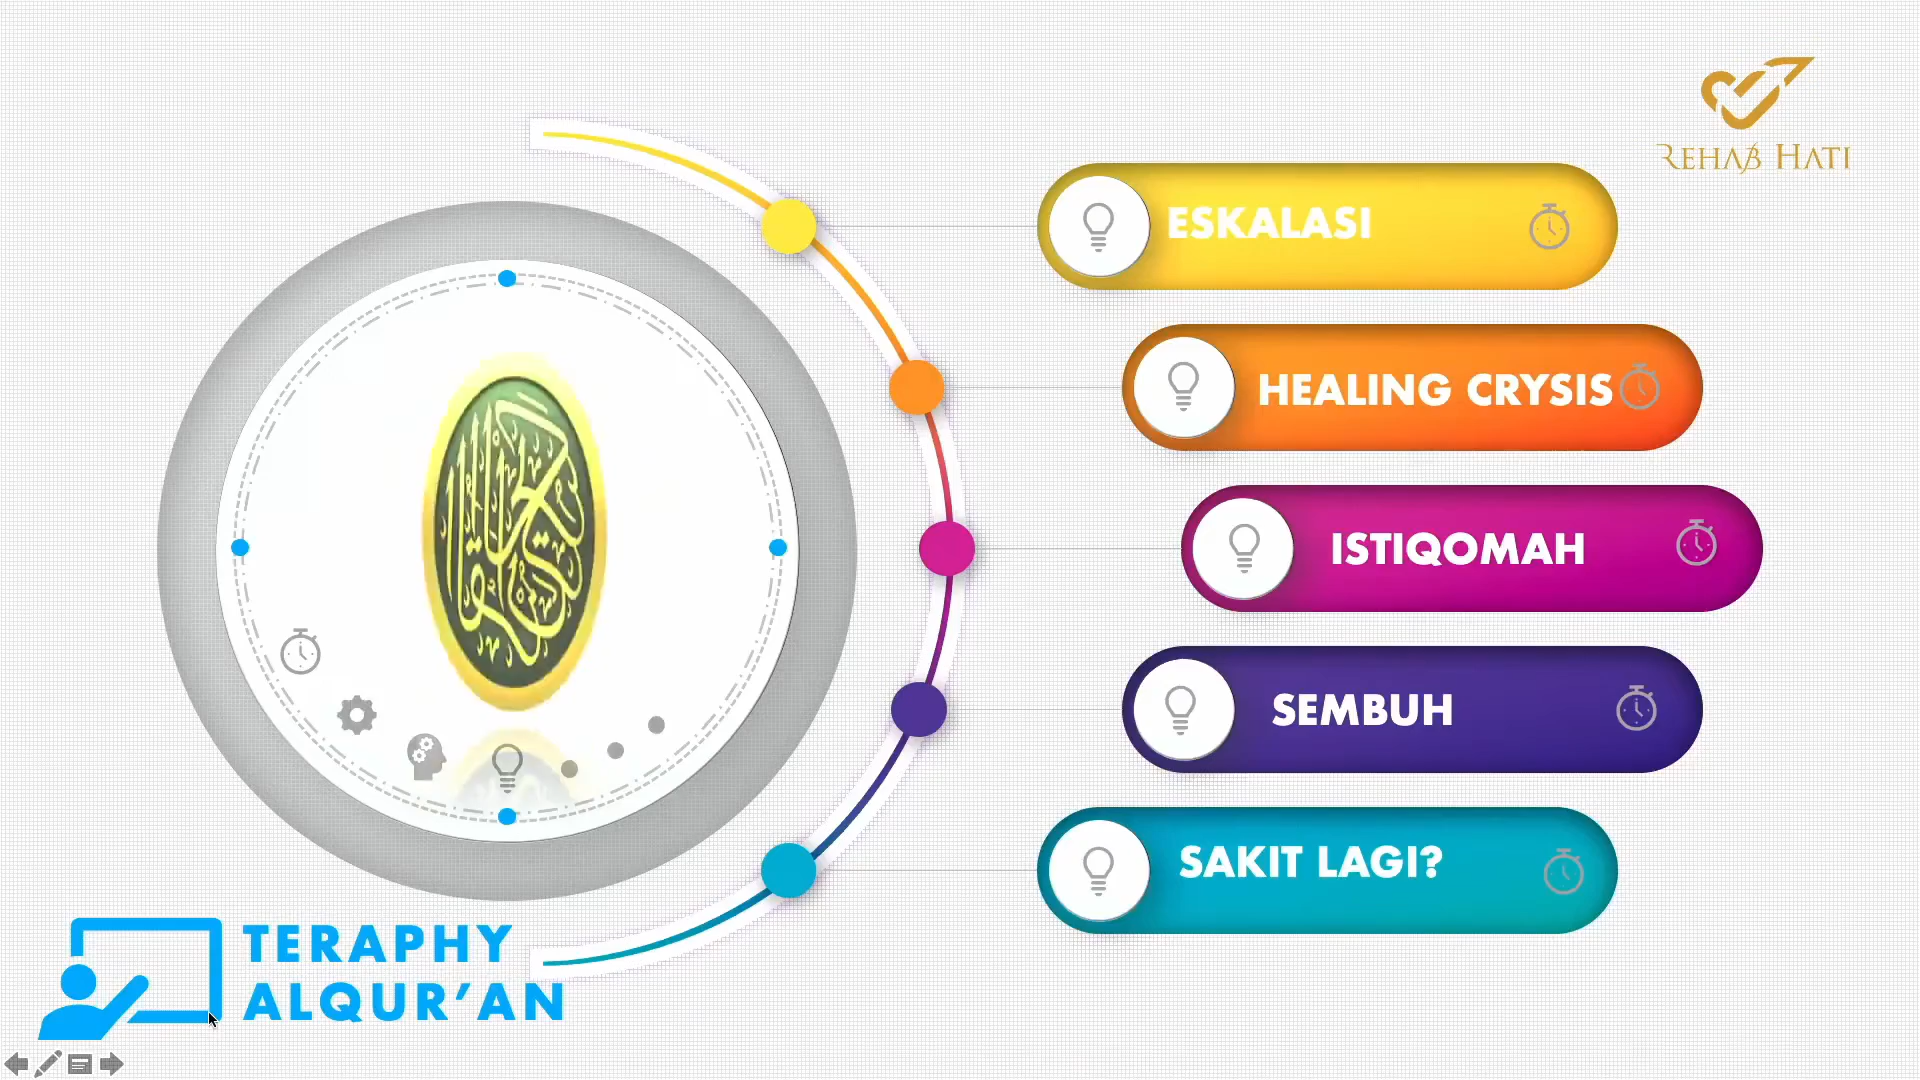 REHAB HATI
ESKALASI
HEALING CRYSIS
ISTIQOMAH
SEMBUH
SAKIT LAGI?
TERAPHY
ALQUR'AN